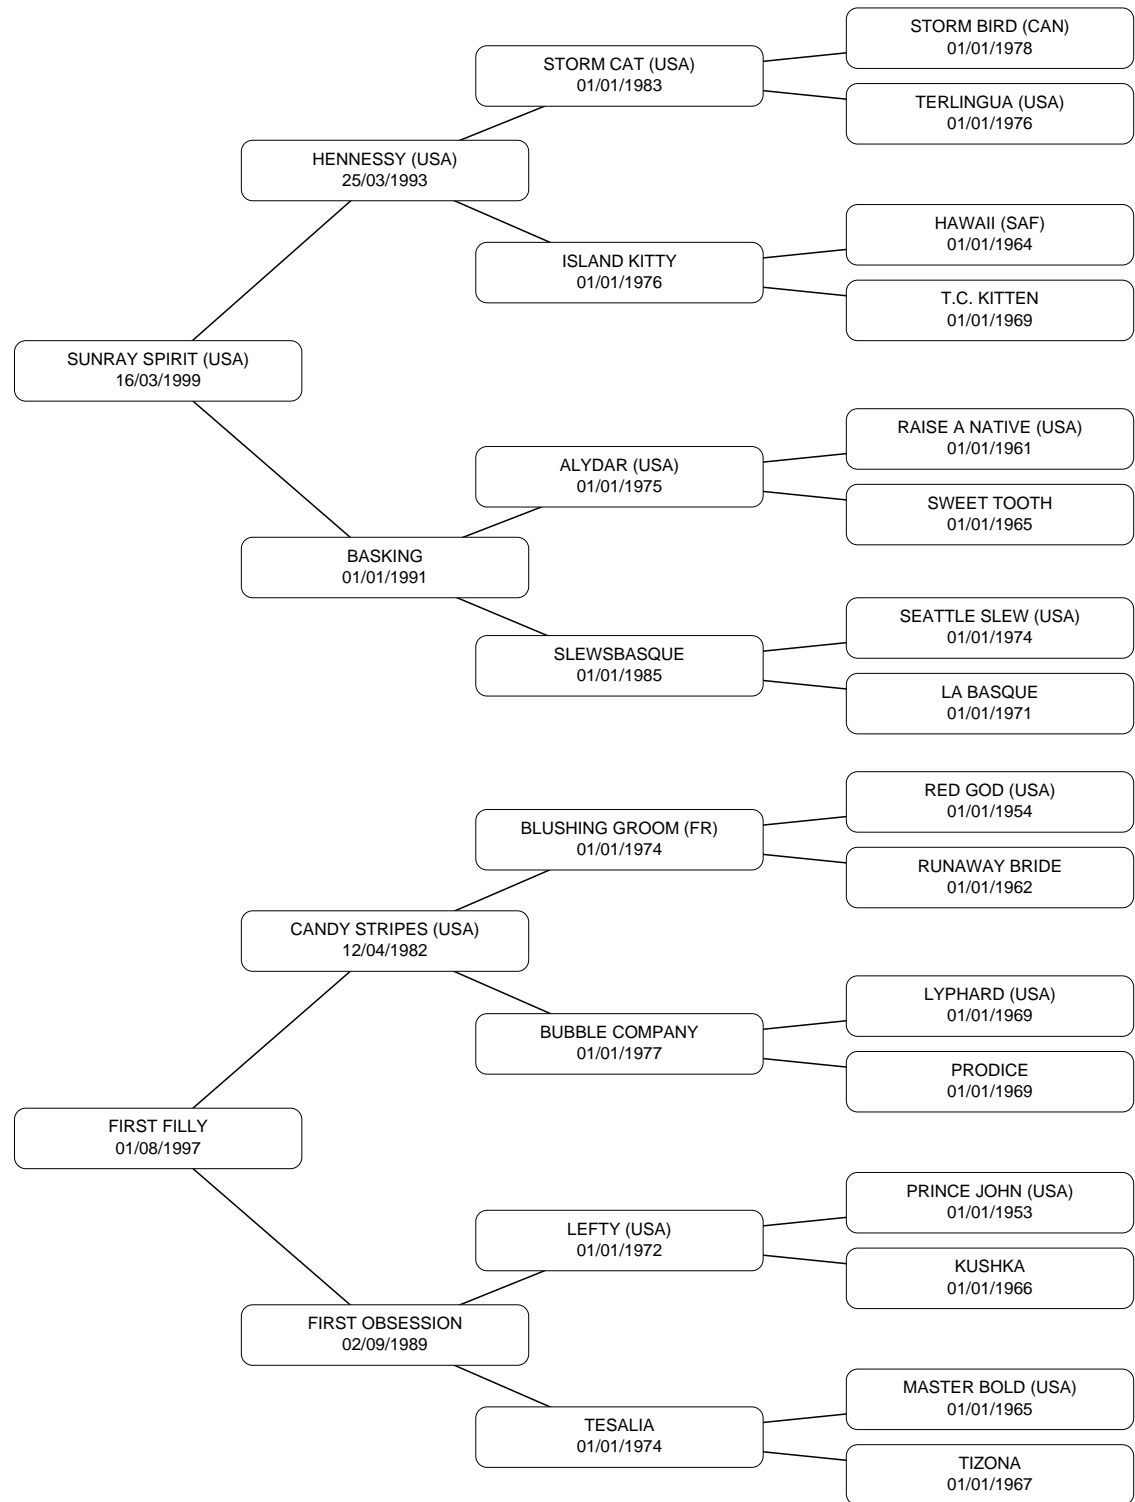 STORM BIRD (CAN)
01/01/1978
STORM CAT (USA)
01/01/1983
TERLINGUA (USA)
01/01/1976
HENNESSY (USA)
25/03/1993
HAWAII (SAF)
01/01/1964
ISLAND KITTY
01/01/1976
T.C. KITTEN
01/01/1969
SUNRAY SPIRIT (USA)
16/03/1999
RAISE A NATIVE (USA)
01/01/1961
ALYDAR (USA)
01/01/1975
SWEET TOOTH
01/01/1965
BASKING
01/01/1991
SEATTLE SLEW (USA)
01/01/1974
SLEWSBASQUE
01/01/1985
LA BASQUE
01/01/1971
RED GOD (USA)
01/01/1954
BLUSHING GROOM (FR)
01/01/1974
RUNAWAY BRIDE
01/01/1962
CANDY STRIPES (USA)
12/04/1982
LYPHARD (USA)
01/01/1969
BUBBLE COMPANY
01/01/1977
PRODICE
01/01/1969
FIRST FILLY
01/08/1997
PRINCE JOHN (USA)
01/01/1953
LEFTY (USA)
01/01/1972
KUSHKA
01/01/1966
FIRST OBSESSION
02/09/1989
MASTER BOLD (USA)
01/01/1965
TESALIA
01/01/1974
TIZONA
01/01/1967